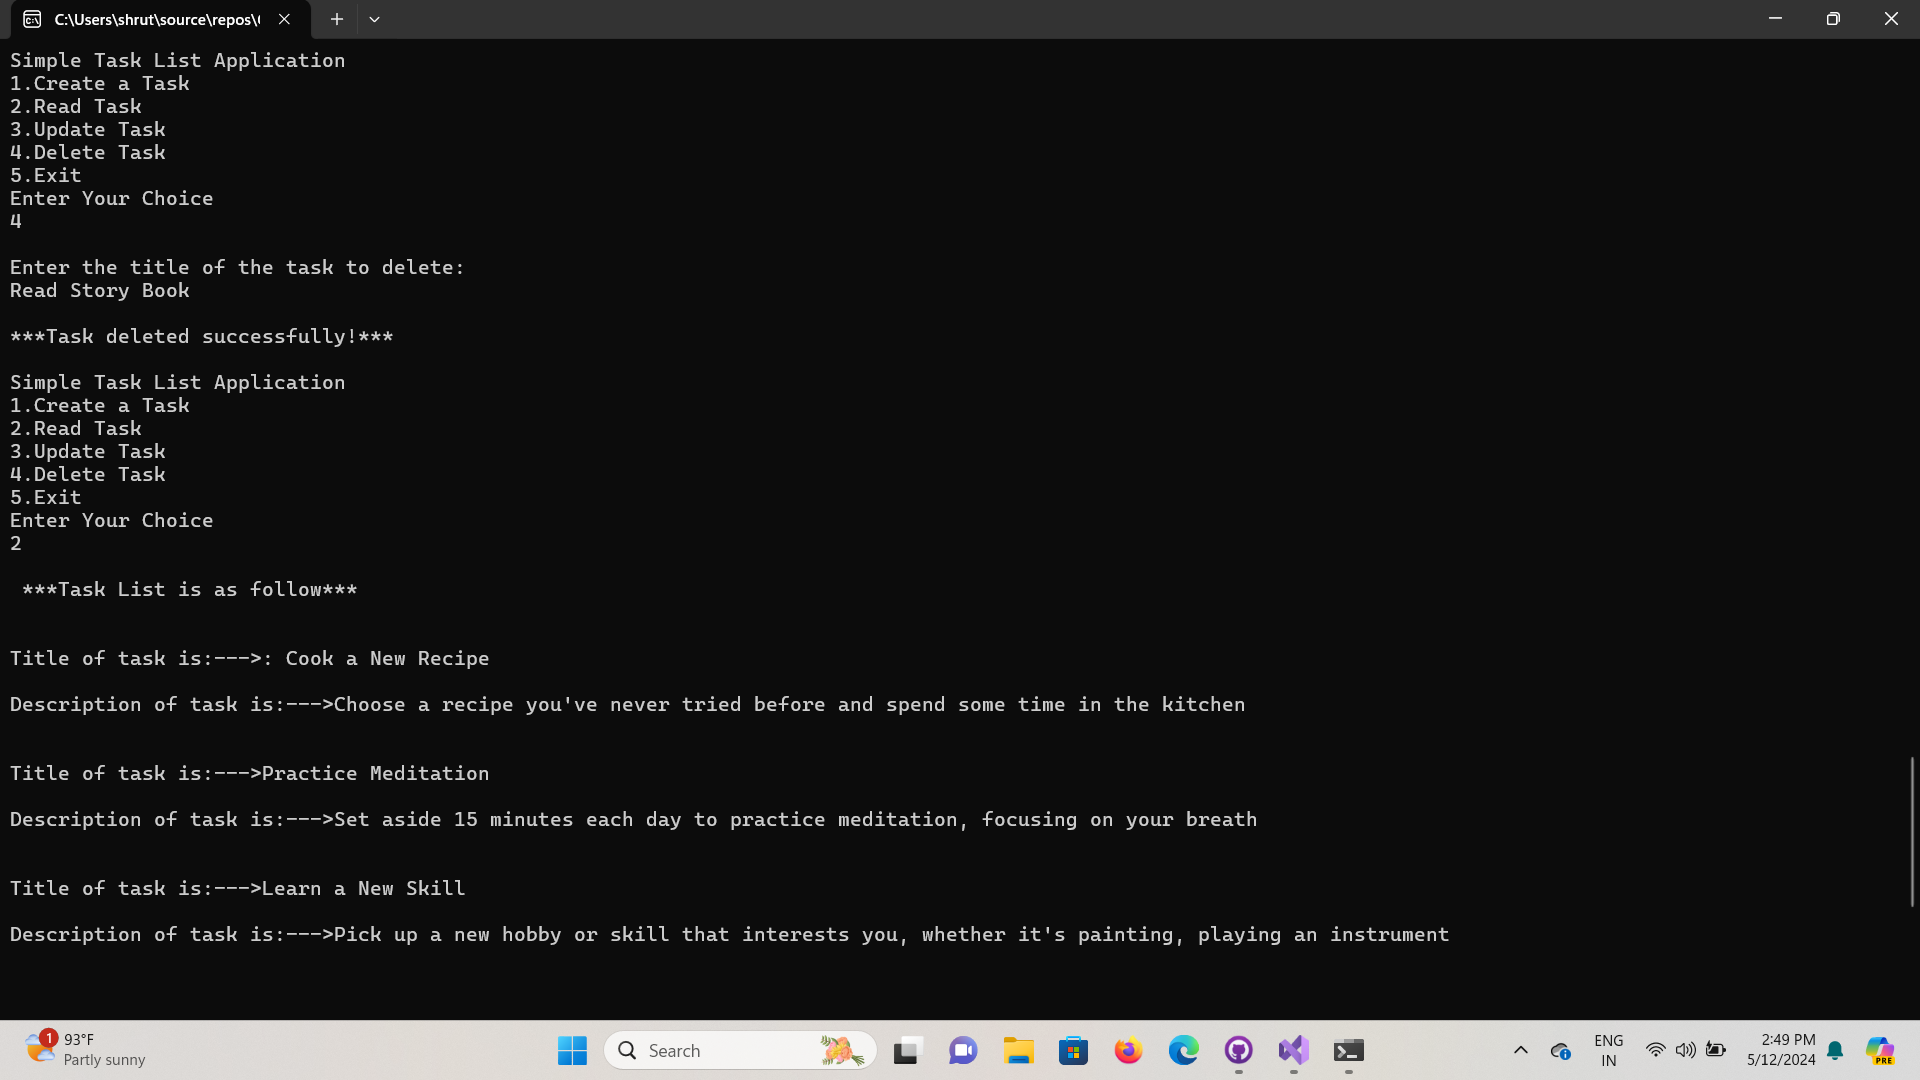 C:\Users\shrut\source\repos\
Simple Task List Application
1.Create a Task
2.Read Task
3.Update Task
4.Delete Task
5.Exit
Enter Your Choice
4
Enter the title of the task to delete:
Read Story Book
***Task deleted successfully!***
Simple Task List Application
1.Create a Task
2.Read Task
3.Update Task
4.Delete Task
5.Exit
Enter Your Choice
2
***Task List is as follow***
Title of task is:--->: Cook a New Recipe
Description of task is:--->Choose a recipe you've never tried before and spend some time in the kitchen
Title of task is:--->Practice Meditation
Description of task is:--->Set aside 15 minutes each day to practice meditation, focusing on your breath
Title of task is:--->Learn a New Skill
Description of task is:--->Pick up a new hobby or skill that interests you, whether it's painting, playing an instrument
1
93°F
Partly sunny
Search
ENG
IN
2:49 PM
5/12/2024
PRE